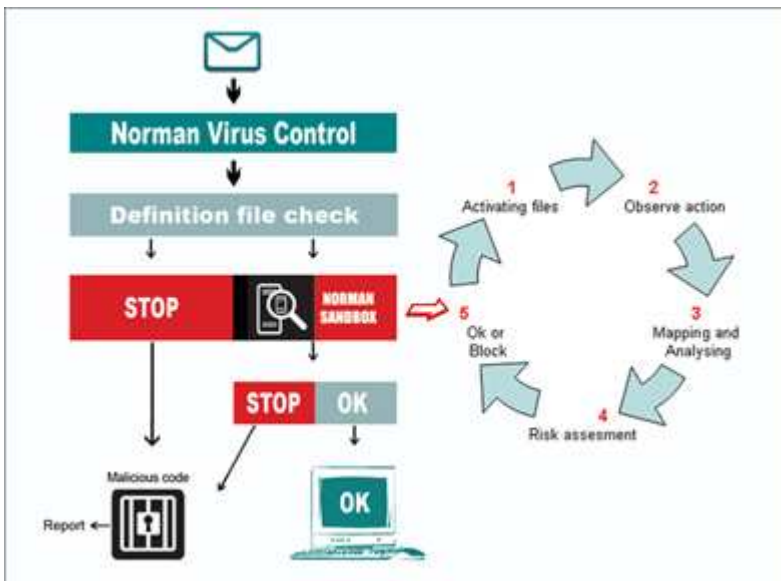 Norman Virus Control
Definition file check
STOP
NORMAN
SANDBOX
STOP
OK
Malicious code
Report
OK
1
Activating files
2
Observe action
3
Mapping and
Analysing
4
Risk assesment
5
Ok or
Block